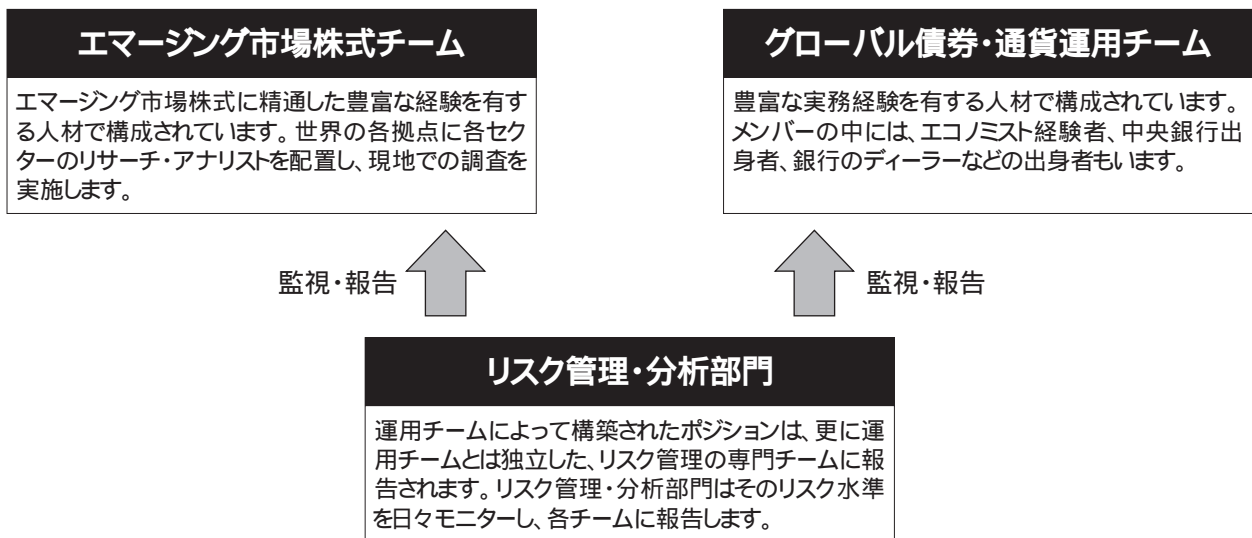 エマージング市場株式チーム
エマージング市場株式に精通した豊富な経験を有す
る人材で構成されています。世界の各拠点に各セク
ターのリサーチ・アナリストを配置し、現地での調査を
実施します。
グローバル債券・通貨運用チーム
豊富な実務経験を有する人材で構成されています。
メンバーの中には、エコノミスト経験者、中央銀行出
身者、銀行のディーラーなどの出身者もいます。
監視・報告
監視・報告
リスク管理・分析部門
運用チームによって構築されたポジションは、更に運
用チームとは独立した、リスク管理の専門チームに報
告されます。リスク管理・分析部門はそのリスク水準
を日々モニターし、各チームに報告します。